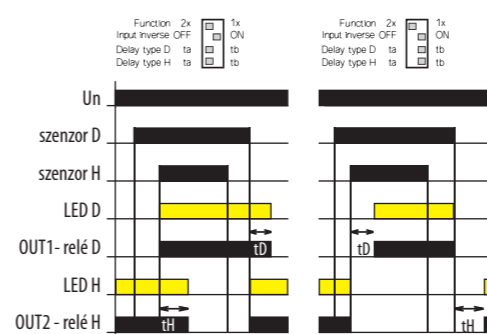 Function 2x 1x
Input Inverse OFF ON
Delay type D ta tb
Delay type H ta tb
Function 2x 1x
Input Inverse OFF ON
Delay type D ta tb
Delay type H ta tb
Un
szenzor D
szenzor H
LED D
OUT1- relé D
tD
tD
LED H
OUT2 - relé H
tH
tH